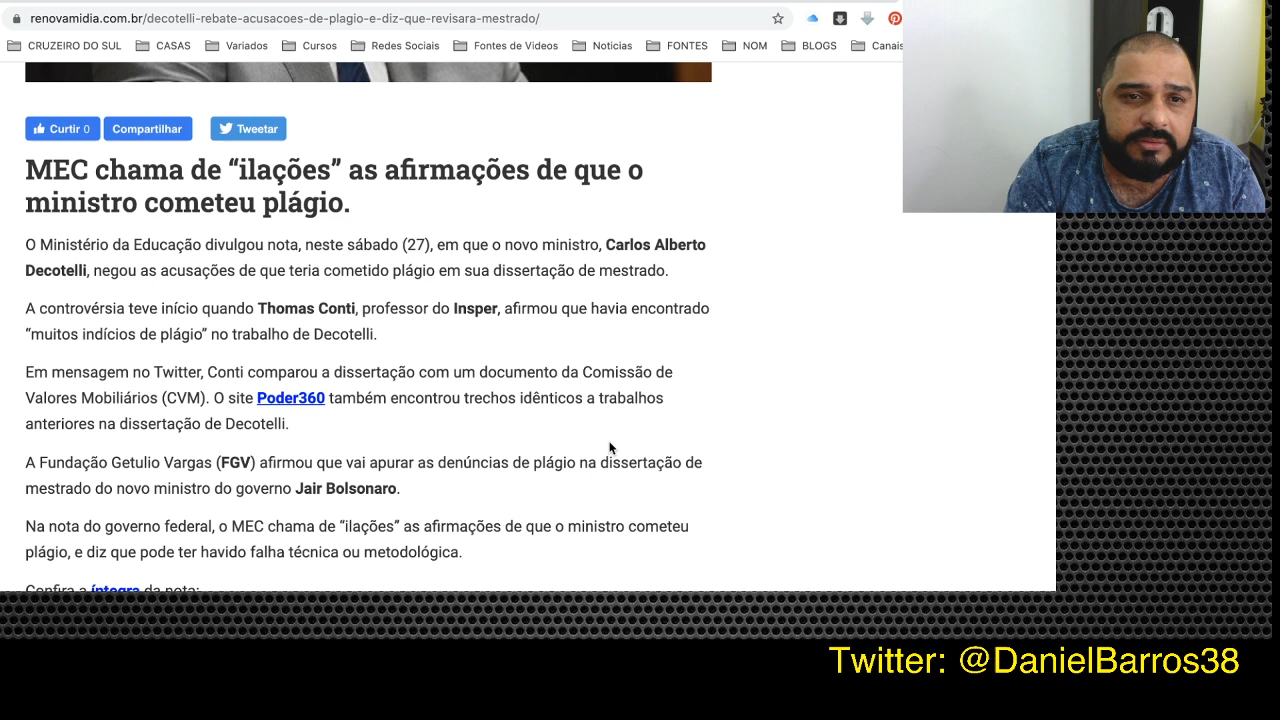 renovamidia.com.br/decotelli-rebate-acusacoes-de-plagio-e-diz-que-revisara-mestrado/
CRUZEIRO DO SUL CASAS Variados Cursos Redes Sociais Fontes de Videos Noticias FONTES NOM BLOGS Canais
Curtir 0 Compartilhar Tweetar
MEC chama de “ilações” as afirmações de que o
ministro cometeu plágio.
O Ministério da Educação divulgou nota, neste sábado (27), em que o novo ministro, Carlos Alberto
Decotelli, negou as acusações de que teria cometido plágio em sua dissertação de mestrado.
A controvérsia teve início quando Thomas Conti, professor do Insper, afirmou que havia encontrado
“muitos indícios de plágio” no trabalho de Decotelli.
Em mensagem no Twitter, Conti comparou a dissertação com um documento da Comissão de
Valores Mobiliários (CVM). O site Poder360 também encontrou trechos idênticos a trabalhos
anteriores na dissertação de Decotelli.
A Fundação Getulio Vargas (FGV) afirmou que vai apurar as denúncias de plágio na dissertação de
mestrado do novo ministro do governo Jair Bolsonaro.
Na nota do governo federal, o MEC chama de “ilações” as afirmações de que o ministro cometeu
plágio, e diz que pode ter havido falha técnica ou metodológica.
Confira a íntegra da nota:
Twitter: @DanielBarros38